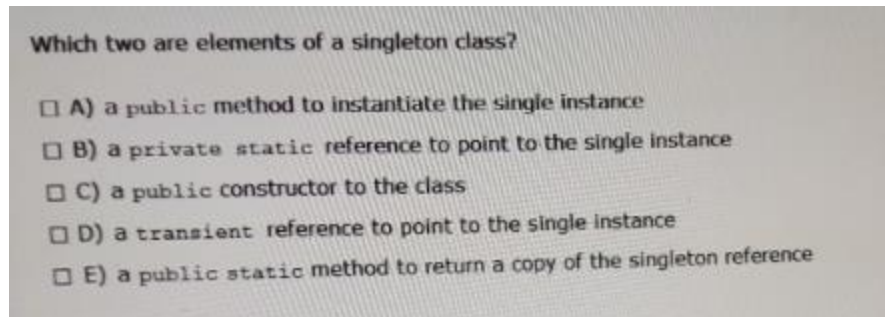 Which two are elements of a singleton class?
A) a public method to instantiate the single instance
B) a private static reference to point to the single instance
C) a public constructor to the class
D) a transient reference to point to the single instance
E) a public static method to return a copy of the singleton reference